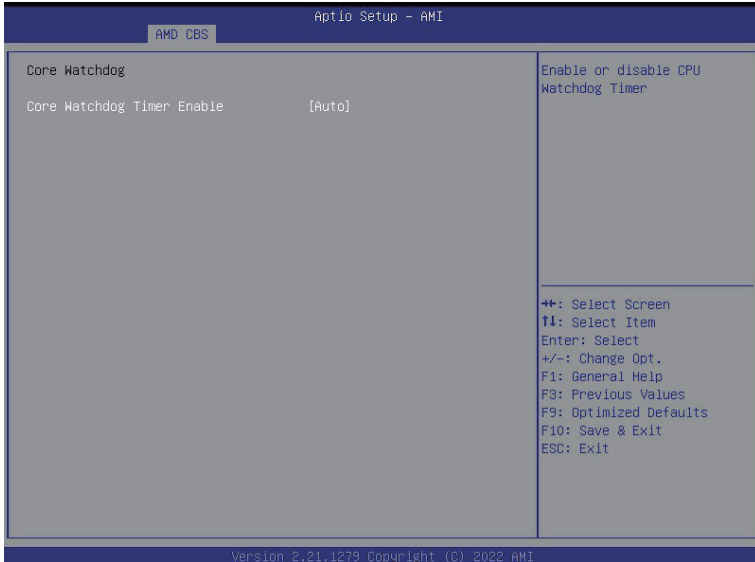 Aptio Setup - AMI
AMD CBS
Core Watchdog
Core Watchdog Timer Enable [Auto]
Enable or disable CPU
Watchdog Timer
→←: Select Screen
↑↓: Select Item
Enter: Select
+/-: Change Opt.
F1: General Help
F3: Previous Values
F9: Optimized Defaults
F10: Save & Exit
ESC: Exit
Version 2.21.1279 Copyright (C) 2022 AMI